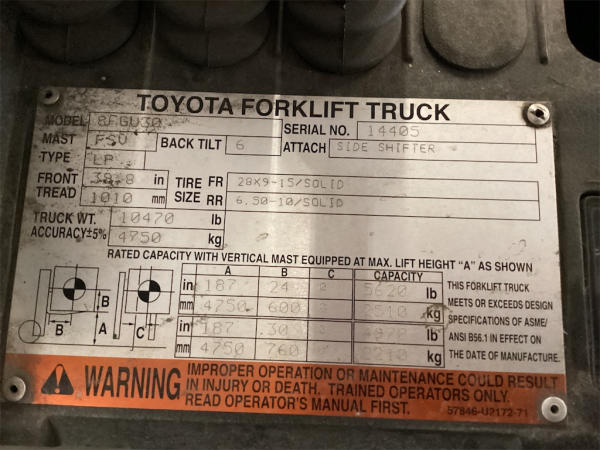 TOYOTA FORKLIFT TRUCK
MODEL 8FGU30 SERIAL NO. 14405
MAST FSV BACK TILT 6 ATTACH SIDE SHIFTER
TYPE LP
FRONT TREAD 38.8 in TIRE SIZE FR 28X9-15/SOLID
1010 mm RR 6.50-10/SOLID
TRUCK WT. 10470 lb
ACCURACY±5% 4750 kg
RATED CAPACITY WITH VERTICAL MAST EQUIPPED AT MAX. LIFT HEIGHT "A" AS SHOWN
A B C CAPACITY
in 187 24 lb THIS FORKLIFT TRUCK
mm 4750 600 2510 kg MEETS OR EXCEEDS DESIGN
in 187 30 lb SPECIFICATIONS OF ASME/
mm 4750 760 2210 kg ANSI B56.1 IN EFFECT ON
THE DATE OF MANUFACTURE.
B B A C
WARNING IMPROPER OPERATION OR MAINTENANCE COULD RESULT
IN INJURY OR DEATH. TRAINED OPERATORS ONLY.
READ OPERATOR'S MANUAL FIRST. 57846-U2172-71